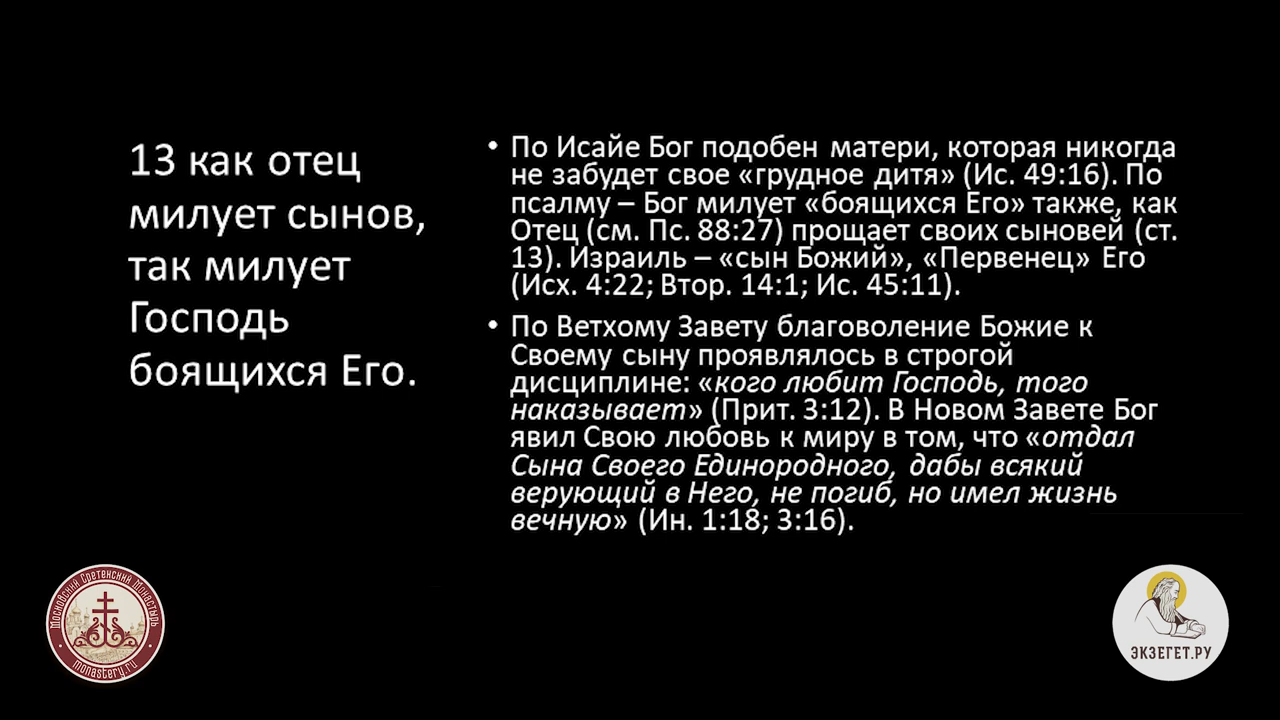 13 как отец
милует сынов,
так милует
Господь
боящихся Его.
• По Исайе Бог подобен матери, которая никогда
не забудет свое «грудное дитя» (Ис. 49:16). По
псалму – Бог милует «боящихся Его» также, как
Отец (см. Пс. 88:27) прощает своих сыновей (ст.
13). Израиль – «сын Божий», «Первенец» Его
(Исх. 4:22; Втор. 14:1; Ис. 45:11).
• По Ветхому Завету благоволение Божие к
Своему сыну проявлялось в строгой
дисциплине: «кого любит Господь, того
наказывает» (Прит. 3:12). В Новом Завете Бог
явил Свою любовь к миру в том, что «отдал
Сына Своего Единородного, дабы всякий
верующий в Него, не погиб, но имел жизнь
вечную» (Ин. 1:18; 3:16).
Московский Сретенский Монастырь
monastery.ru
ЭКЗЕГЕТ.РУ